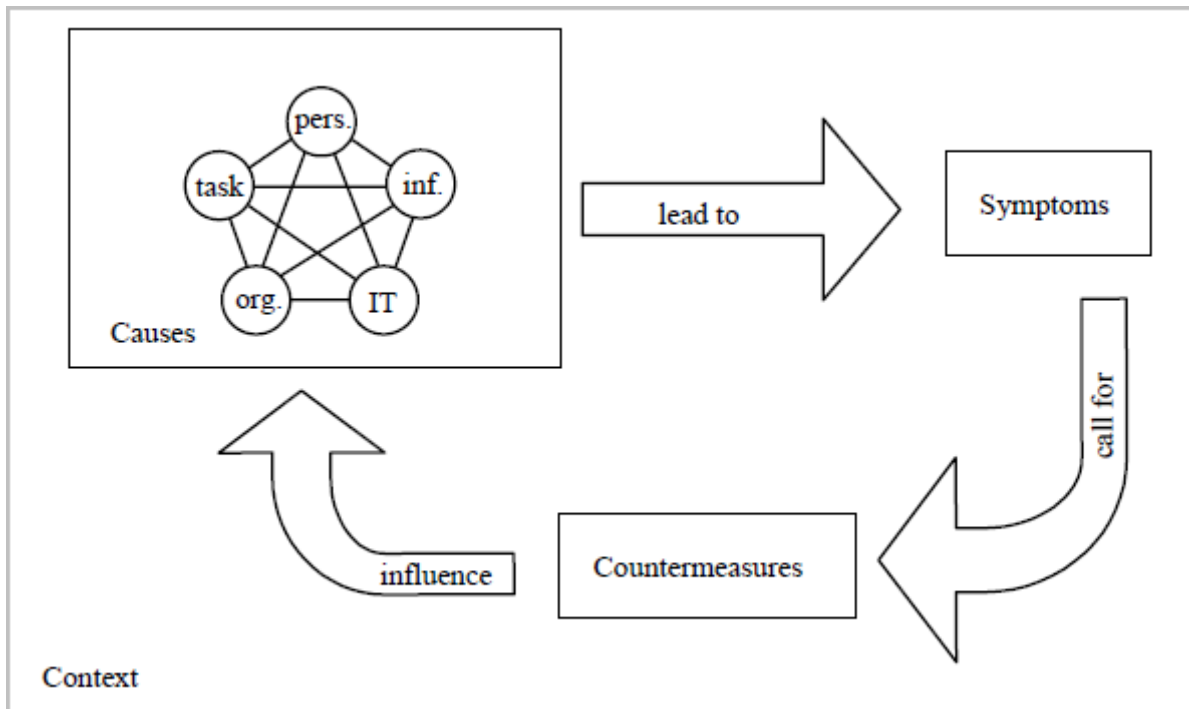 pers.
task
inf.
org.
IT
Causes
lead to
Symptoms
call for
Countermeasures
influence
Context